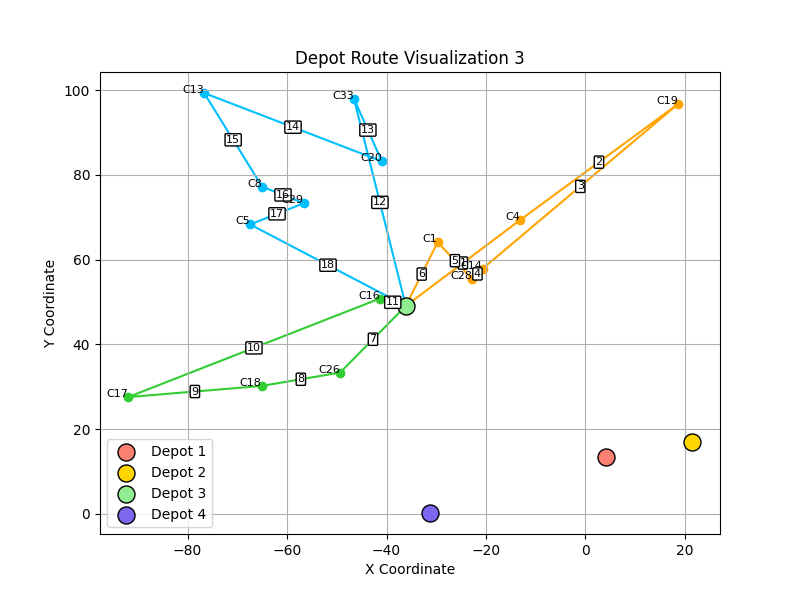 Depot Route Visualization 3
Y Coordinate
100
80
60
40
20
0
C13
C33
C19
C20
C8
C29
C5
C4
C1
C14
C28
C16
C17
C18
C26
1
2
3
4
5
6
7
8
9
10
11
12
13
14
15
16
17
18
Depot 1
Depot 2
Depot 3
Depot 4
−80
−60
−40
−20
0
20
X Coordinate